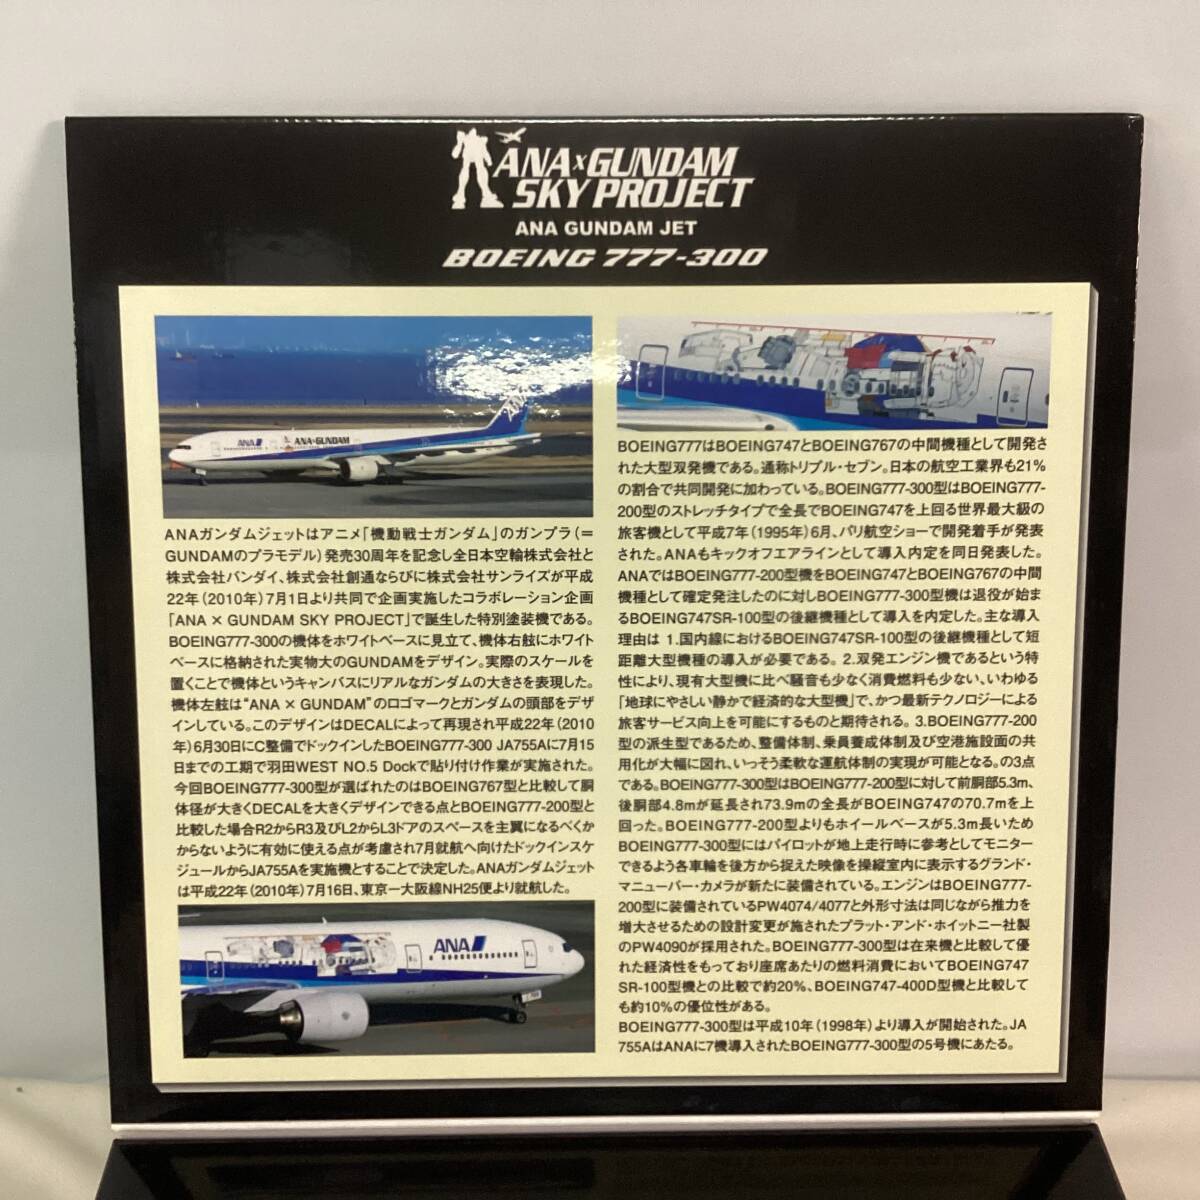 ANA×GUNDAM
SKY PROJECT
ANA GUNDAM JET
BOEING 777-300
ANA
ANA×GUNDAM
ANA
ANAガンダムジェットはアニメ「機動戦士ガンダム」のガンプラ(＝
GUNDAMのプラモデル)発売30周年を記念し全日本空輸株式会社と
株式会社バンダイ、株式会社創通ならびに株式会社サンライズが平成
22年(2010年)7月1日より共同で企画実施したコラボレーション企画
「ANA × GUNDAM SKY PROJECT」で誕生した特別塗装機である。
BOEING777-300の機体をホワイトベースに見立て、機体右舷にホワイト
ベースに格納された実物大のGUNDAMをデザイン。実際のスケールを
置くことで機体というキャンバスにリアルなガンダムの大きさを表現した。
機体左舷は“ANA × GUNDAM”のロゴマークとガンダムの頭部をデザ
インしている。このデザインはDECALによって再現され平成22年(2010
年)6月30日にC整備でドックインしたBOEING777-300 JA755Aに7月15
日までの工期で羽田WEST NO.5 Dockで貼り付け作業が実施された。
今回BOEING777-300型が選ばれたのはBOEING767型と比較して胴
体径が大きくDECALを大きくデザインできる点とBOEING777-200型と
比較した場合R2からR3及びL2からL3ドアのスペースを主翼になるべくか
からないように有効に使える点が考慮され7月就航へ向けたドックインスケ
ジュールからJA755Aを実施機とすることで決定した。ANAガンダムジェット
は平成22年(2010年)7月16日、東京ー大阪線NH25便より就航した。
ANA
BOEING777はBOEING747とBOEING767の中間機種として開発さ
れた大型双発機である。通称トリプル・セブン。日本の航空工業界も21%
の割合で共同開発に加わっている。BOEING777-300型はBOEING777-
200型のストレッチタイプで全長でBOEING747を上回る世界最大級の
旅客機として平成7年(1995年)6月、パリ航空ショーで開発着手が発表
された。ANAもキックオフエアラインとして導入内定を同日発表した。
ANAではBOEING777-200型機をBOEING747とBOEING767の中間
機種として確定発注したのに対しBOEING777-300型機は退役が始ま
るBOEING747SR-100型の後継機種として導入を内定した。主な導入
理由は 1.国内線におけるBOEING747SR-100型の後継機種として短
距離大型機種の導入が必要である。 2.双発エンジン機であるという特
性により、現有大型機に比べ騒音も少なく消費燃料も少ない、いわゆる
「地球にやさしい静かで経済的な大型機」で、かつ最新テクノロジーによる
旅客サービス向上を可能にするものと期待される。 3.BOEING777-200
型の派生型であるため、整備体制、乗員養成体制及び空港施設面の共
用化が大幅に図れ、いっそう柔軟な運航体制の実現が可能となる。の3点
である。BOEING777-300型はBOEING777-200型に対して前胴部5.3m、
後胴部4.8mが延長され73.9mの全長がBOEING747の70.7mを上
回った。BOEING777-200型よりもホイールベースが5.3m長いため
BOEING777-300型にはパイロットが地上走行時に参考としてモニター
できるよう各車輪を後方から捉えた映像を操縦室内に表示するグランド・
マニューバー・カメラが新たに装備されている。エンジンはBOEING777-
200型に装備されているPW4074/4077と外形寸法は同じながら推力を
増大させるための設計変更が施されたプラット・アンド・ホイットニー社製
のPW4090が採用された。BOEING777-300型は在来機と比較して優
れた経済性をもっており座席あたりの燃料消費においてBOEING747
SR-100型機との比較で約20%、BOEING747-400D型機と比較して
も約10%の優位性がある。
BOEING777-300型は平成10年(1998年)より導入が開始された。JA
755AはANAに7機導入されたBOEING777-300型の5号機にあたる。